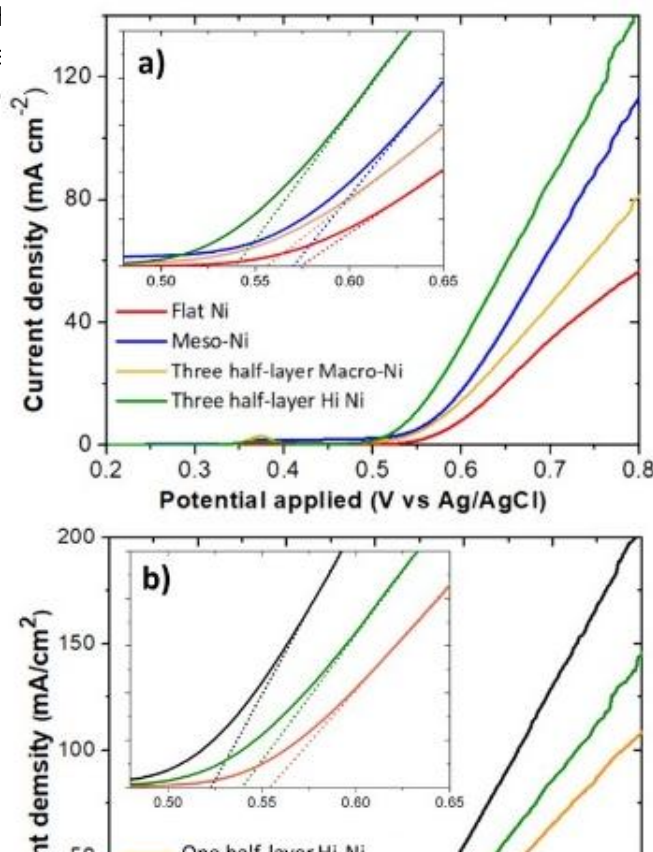 a)
120
80
40
0
Current density (mA cm⁻²)
0.50 0.55 0.60 0.65
Flat Ni
Meso-Ni
Three half-layer Macro-Ni
Three half-layer Hi Ni
0.2 0.3 0.4 0.5 0.6 0.7 0.8
Potential applied (V vs Ag/AgCl)
b)
200
150
100
50
nt demsity (mA/cm²)
0.50 0.55 0.60 0.65
One half-layer Hi-Ni